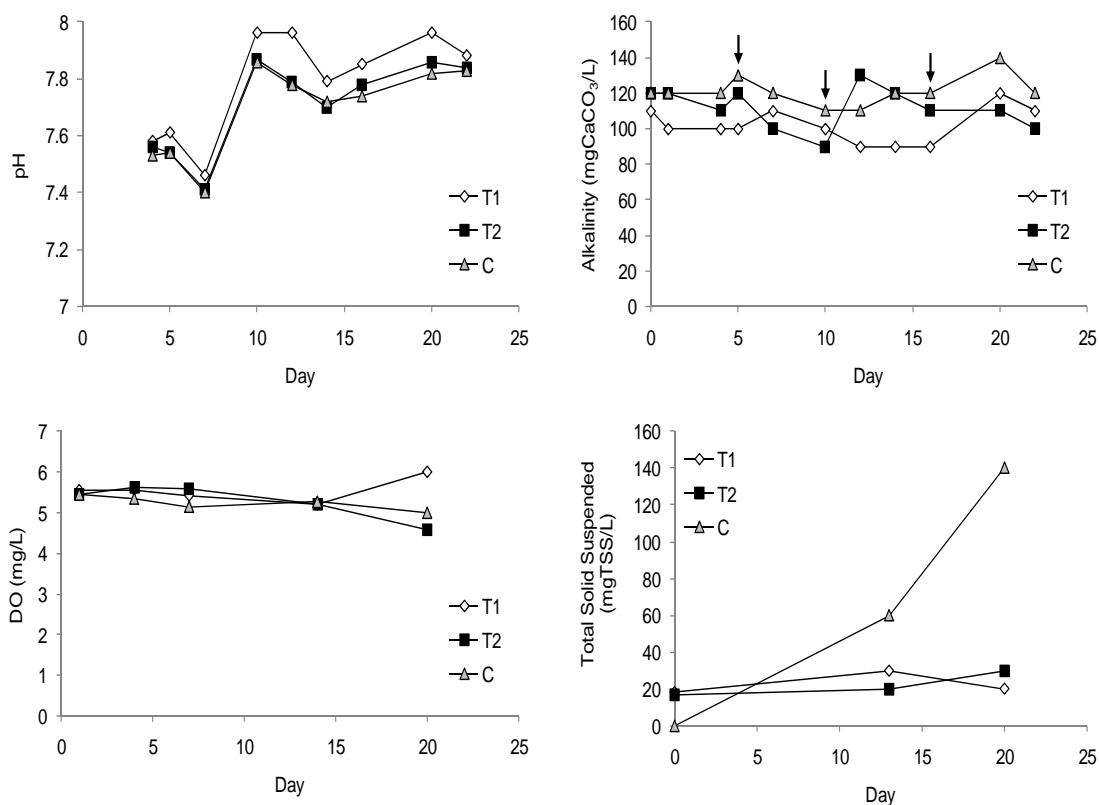 8
7.8
7.6
7.4
7.2
7
pH
0 5 10 15 20 25
Day
T1
T2
C
160
140
120
100
80
60
40
20
0
Alkalinity (mgCaCO₃/L)
0 5 10 15 20 25
Day
T1
T2
C
7
6
5
4
3
2
1
0
DO (mg/L)
0 5 10 15 20 25
Day
T1
T2
C
160
140
120
100
80
60
40
20
0
Total Solid Suspended
(mgTSS/L)
0 5 10 15 20 25
Day
T1
T2
C